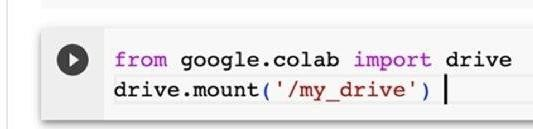 from google.colab import drive
drive.mount('/my_drive')